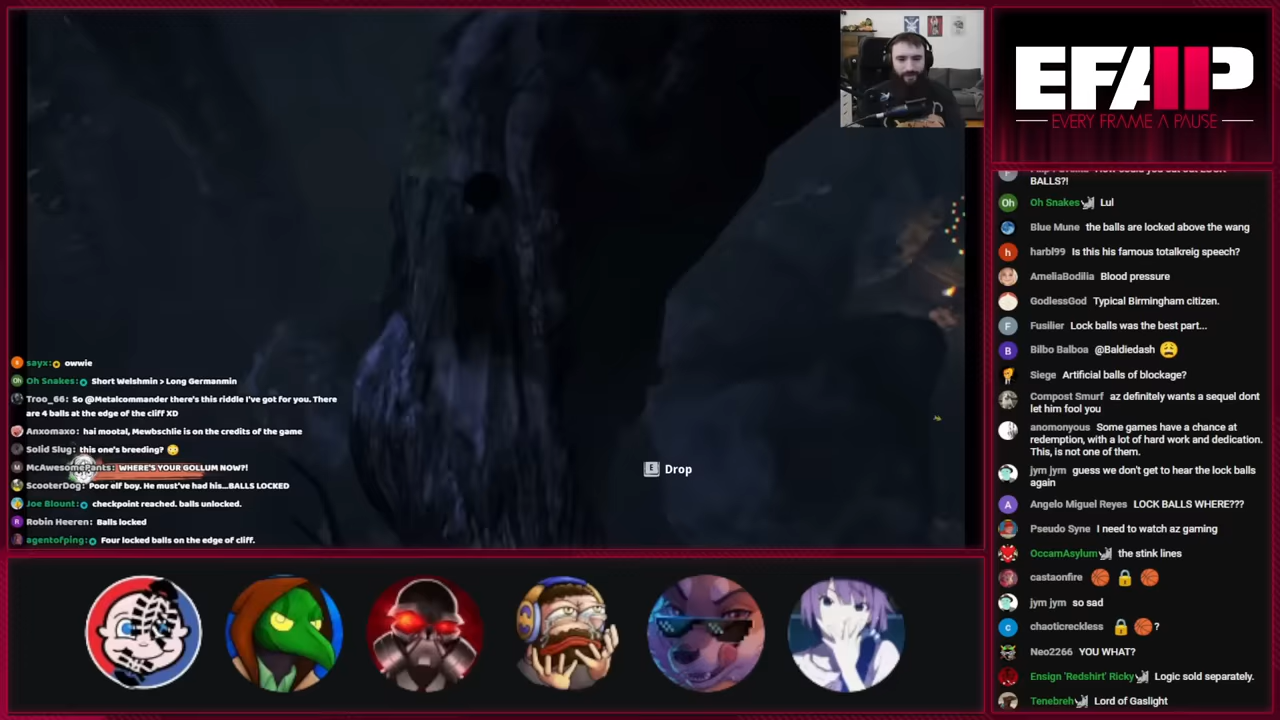 sayx: owwie
Oh Snakes: Short Welshmin > Long Germanmin
Troo_66: So @Metalcommander there's this riddle I've got for you. There
are 4 balls at the edge of the cliff XD
Anxomaxo: hai mootal, Mewbschlie is on the credits of the game
Solid Slug: this one's breeding? 😳
McAwesomePants: WHERE'S YOUR GOLLUM NOW?!
ScooterDog: Poor elf boy. He must've had his...BALLS LOCKED
Joe Blount: checkpoint reached. balls unlocked.
Robin Heeren: Balls locked
agentofping: Four locked balls on the edge of cliff.
E Drop
EFAP
EVERY FRAME A PAUSE
BALLS?!
Oh Snakes Lul
Blue Mune the balls are locked above the wang
harbl99 Is this his famous totalkreig speech?
AmeliaBodilia Blood pressure
GodlessGod Typical Birmingham citizen.
Fusilier Lock balls was the best part...
Bilbo Balboa @Baldiedash 😩
Siege Artificial balls of blockage?
Compost Smurf az definitely wants a sequel dont
let him fool you
anomonyous Some games have a chance at
redemption, with a lot of hard work and dedication.
This, is not one of them.
jym jym guess we don't get to hear the lock balls
again
Angelo Miguel Reyes LOCK BALLS WHERE???
Pseudo Syne I need to watch az gaming
OccamAsylum the stink lines
castaonfire 🏀 🔒 🏀
jym jym so sad
chaoticreckless 🔒 🏀 ?
Neo2266 YOU WHAT?
Ensign 'Redshirt' Ricky Logic sold separately.
Tenebreh Lord of Gaslight